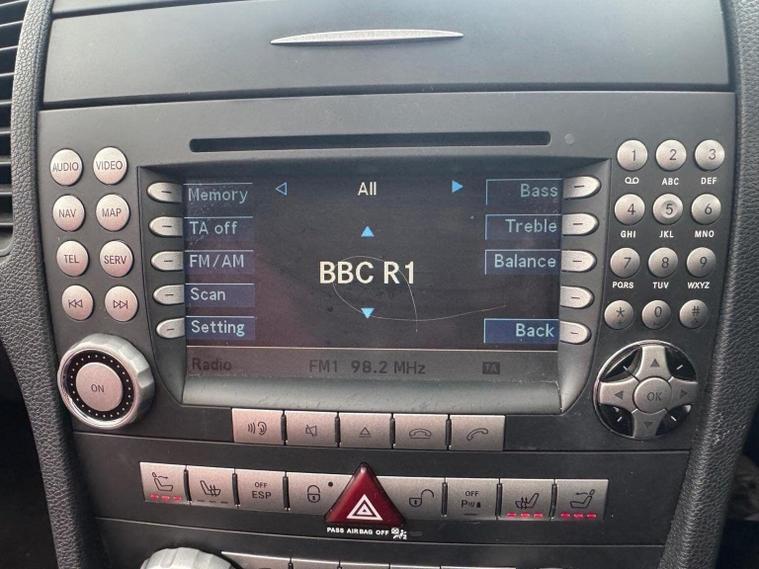 AUDIO VIDEO
NAV MAP
TEL SERV
ON
Memory All Bass
TA off Treble
FM/AM BBC R1 Balance
Scan
Setting Back
Radio FM1 98.2 MHz TA
1 2 3
ABC DEF
4 5 6
GHI JKL MNO
7 8 9
PQRS TUV WXYZ
* 0 #
OK
OFF
ESP
OFF
P
PASS AIRBAG OFF